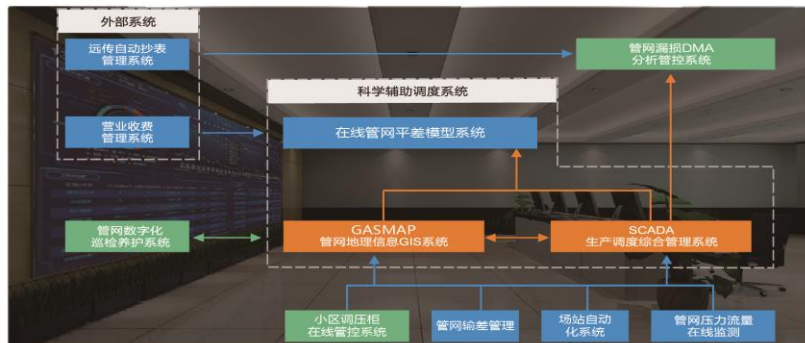 外部系统
远传自动抄表
管理系统
管网漏损DMA
分析管控系统
科学辅助调度系统
营业收费
管理系统
在线管网平差模型系统
管网数字化
巡检养护系统
GASMAP
管网地理信息GIS系统
SCADA
生产调度综合管理系统
小区调压柜
在线管控系统
管网输差管理
场站自动
化系统
管网压力流量
在线监测